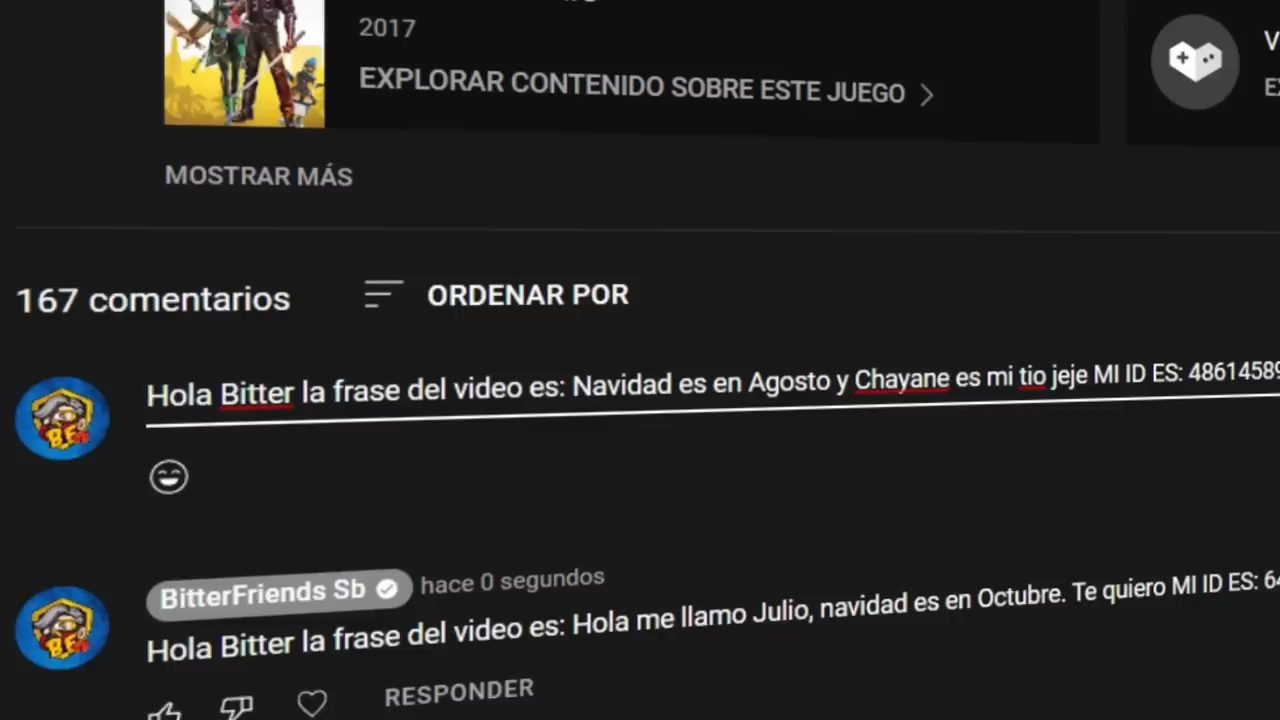 2017
EXPLORAR CONTENIDO SOBRE ESTE JUEGO
MOSTRAR MÁS
167 comentarios
ORDENAR POR
Hola Bitter la frase del video es: Navidad es en Agosto y Chayane es mi tio jeje MI ID ES: 48614589
BitterFriends Sb hace 0 segundos
Hola Bitter la frase del video es: Hola me llamo Julio, navidad es en Octubre. Te quiero MI ID ES: 64
RESPONDER